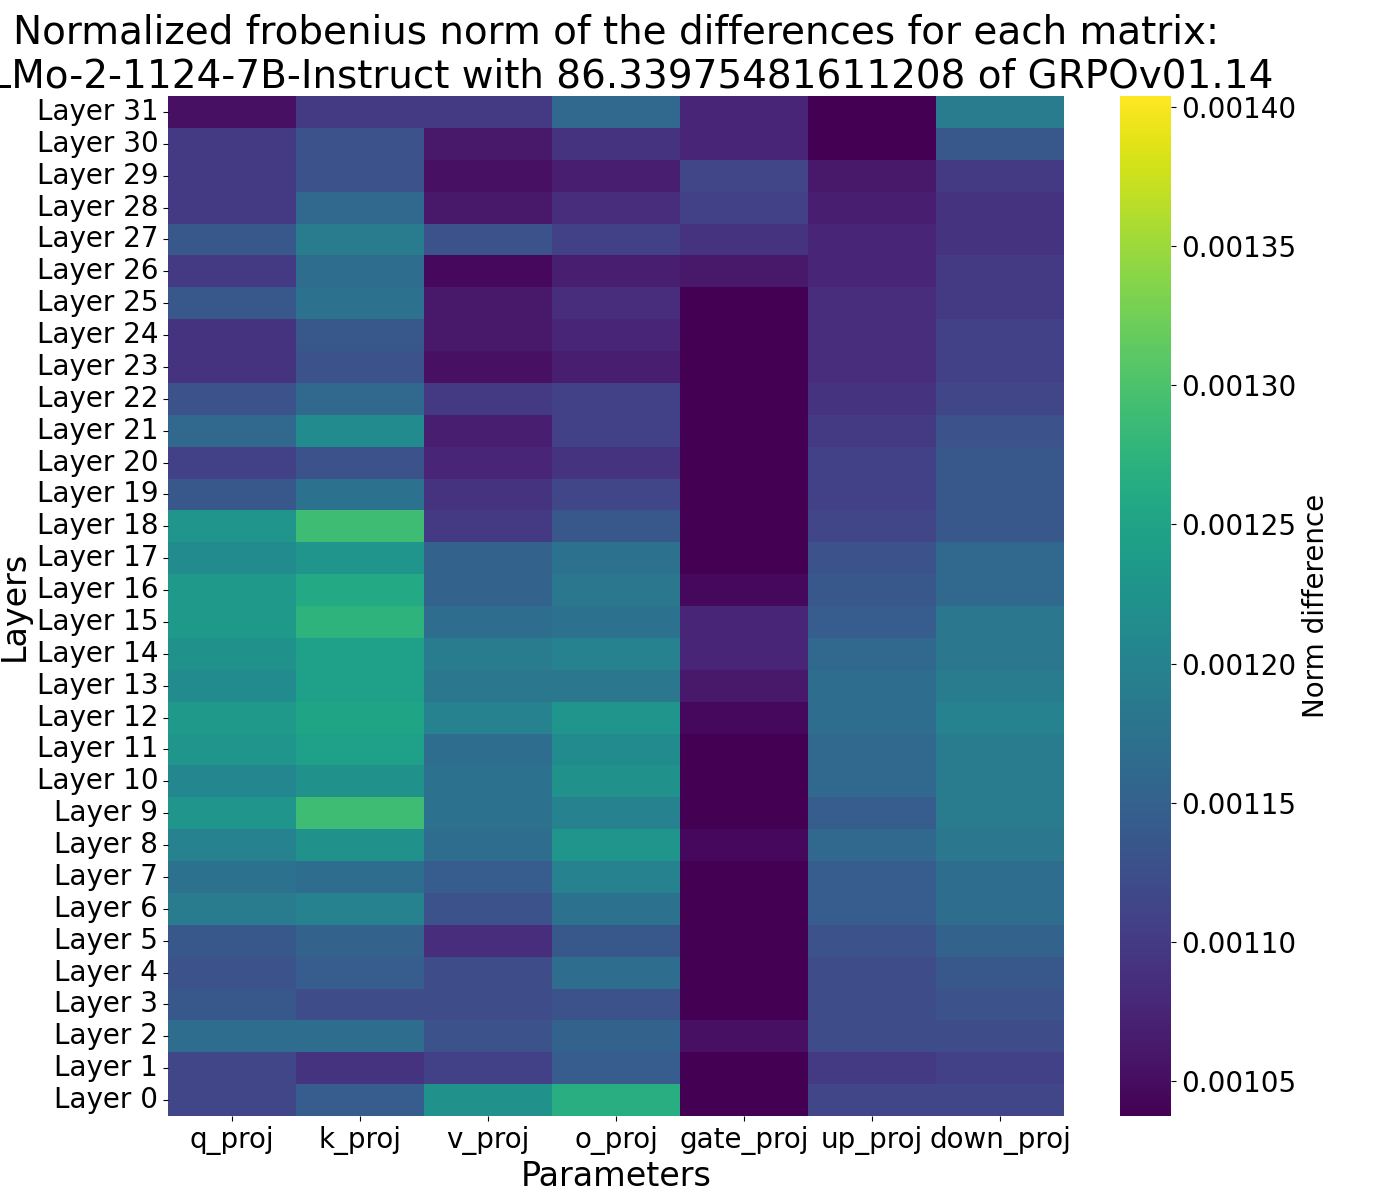 Normalized frobenius norm of the differences for each matrix:
LMo-2-1124-7B-Instruct with 86.33975481611208 of GRPOv01.14
Layer 31
Layer 30
Layer 29
Layer 28
Layer 27
Layer 26
Layer 25
Layer 24
Layer 23
Layer 22
Layer 21
Layer 20
Layer 19
Layer 18
Layer 17
Layer 16
Layer 15
Layer 14
Layer 13
Layer 12
Layer 11
Layer 10
Layer 9
Layer 8
Layer 7
Layer 6
Layer 5
Layer 4
Layer 3
Layer 2
Layer 1
Layer 0
Layers
q_proj k_proj v_proj o_proj gate_proj up_proj down_proj
Parameters
0.00140
0.00135
0.00130
0.00125
0.00120
0.00115
0.00110
0.00105
Norm difference